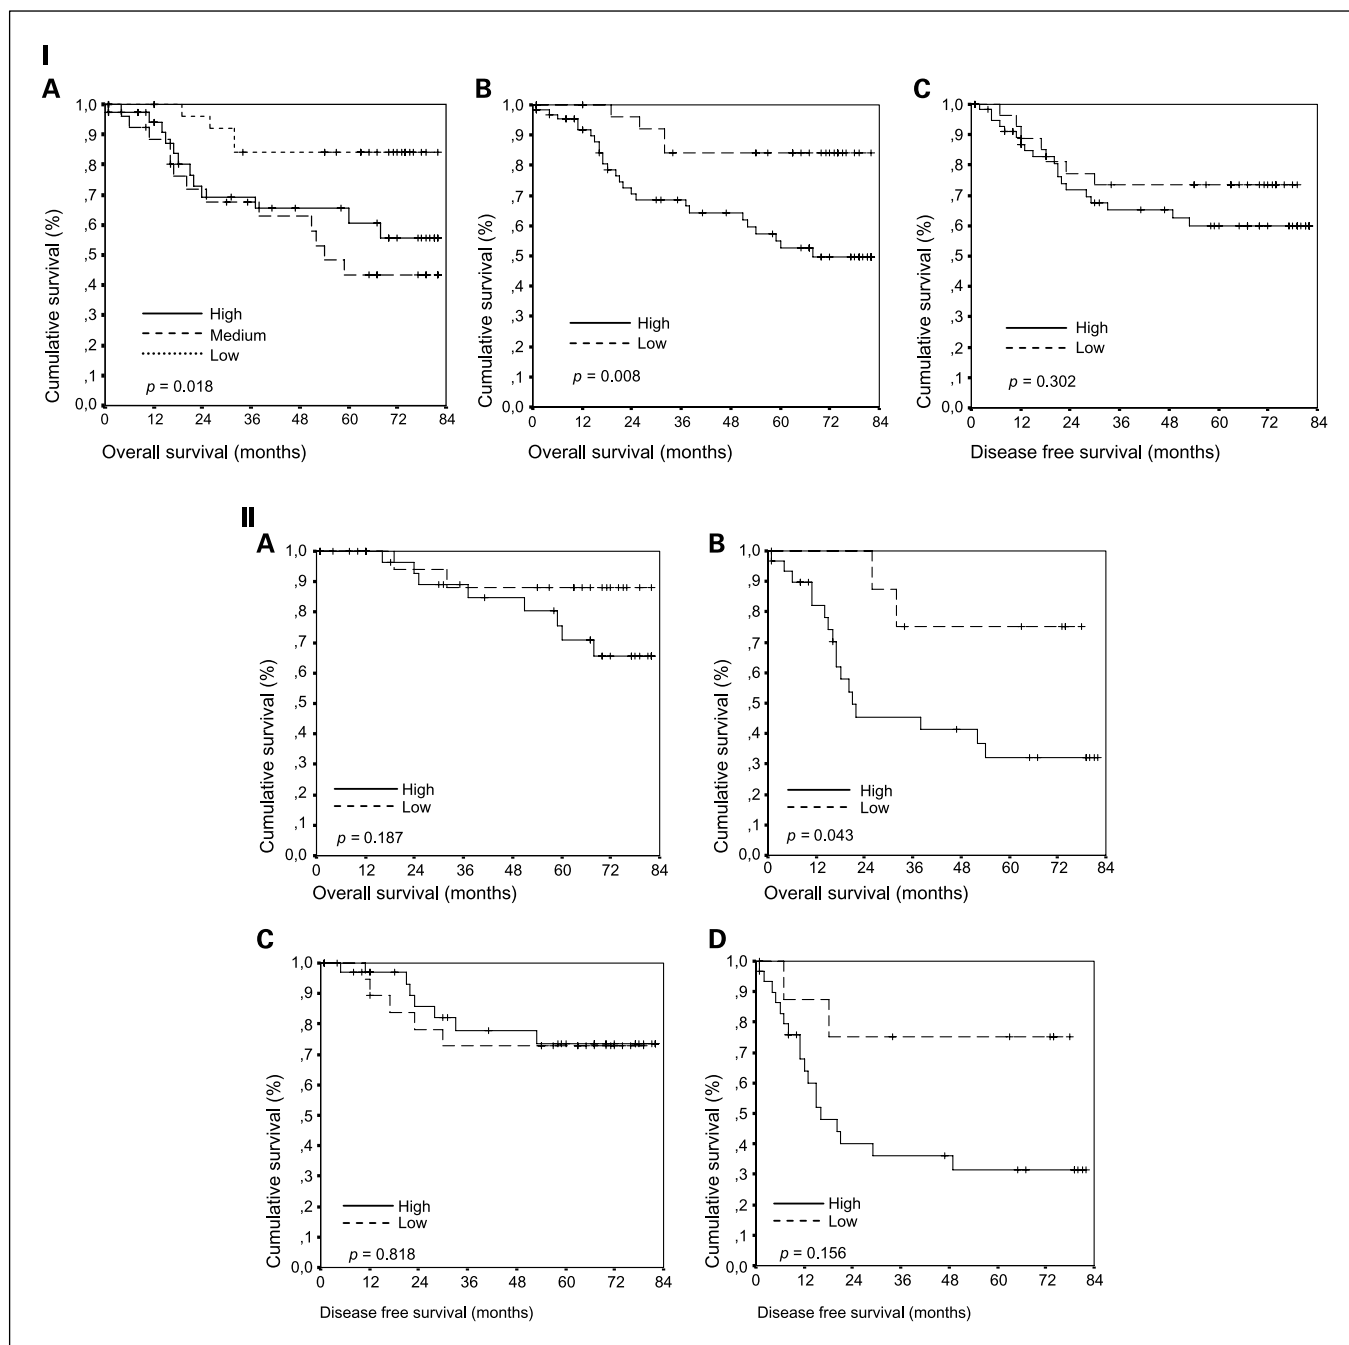 I
A
Cumulative survival (%)
1,0
,9
,8
,7
,6
,5
,4
,3
,2
,1
0,0
High
Medium
Low
p = 0.018
0 12 24 36 48 60 72 84
Overall survival (months)
B
Cumulative survival (%)
1,0
,9
,8
,7
,6
,5
,4
,3
,2
,1
0,0
High
Low
p = 0.008
0 12 24 36 48 60 72 84
Overall survival (months)
C
Cumulative survival (%)
1,0
,9
,8
,7
,6
,5
,4
,3
,2
,1
0,0
High
Low
p = 0.302
0 12 24 36 48 60 72 84
Disease free survival (months)
II
A
Cumulative survival (%)
1,0
,9
,8
,7
,6
,5
,4
,3
,2
,1
0,0
High
Low
p = 0.187
0 12 24 36 48 60 72 84
Overall survival (months)
B
Cumulative survival (%)
1,0
,9
,8
,7
,6
,5
,4
,3
,2
,1
0,0
High
Low
p = 0.043
0 12 24 36 48 60 72 84
Overall survival (months)
C
Cumulative survival (%)
1,0
,9
,8
,7
,6
,5
,4
,3
,2
,1
0,0
High
Low
p = 0.818
0 12 24 36 48 60 72 84
Disease free survival (months)
D
Cumulative survival (%)
1,0
,9
,8
,7
,6
,5
,4
,3
,2
,1
0,0
High
Low
p = 0.156
0 12 24 36 48 60 72 84
Disease free survival (months)